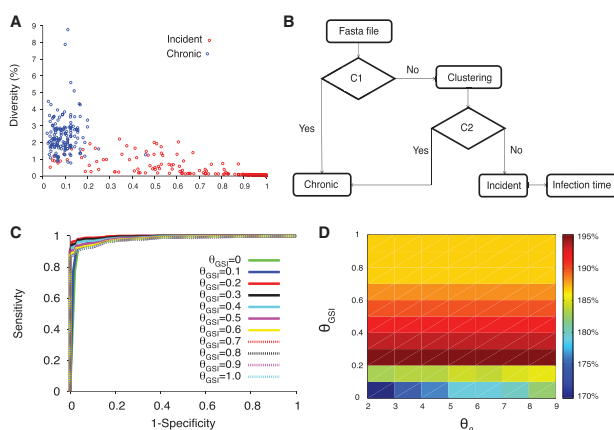 A
Incident
Chronic
Diversity (%)
9
8
7
6
5
4
3
2
1
0
0 0.1 0.2 0.3 0.4 0.5 0.6 0.7 0.8 0.9 1
B
Fasta file
C1
No
Clustering
Yes
C2
Yes
No
Chronic
Incident
Infection time
C
Sensitivty
1
0.8
0.6
0.4
0.2
0
0 0.2 0.4 0.6 0.8 1
1-Specificity
θGSI=0
θGSI=0.1
θGSI=0.2
θGSI=0.3
θGSI=0.4
θGSI=0.5
θGSI=0.6
θGSI=0.7
θGSI=0.8
θGSI=0.9
θGSI=1.0
D
θGSI
1
0.8
0.6
0.4
0.2
0
2 3 4 5 6 7 8 9
195%
190%
185%
180%
175%
170%